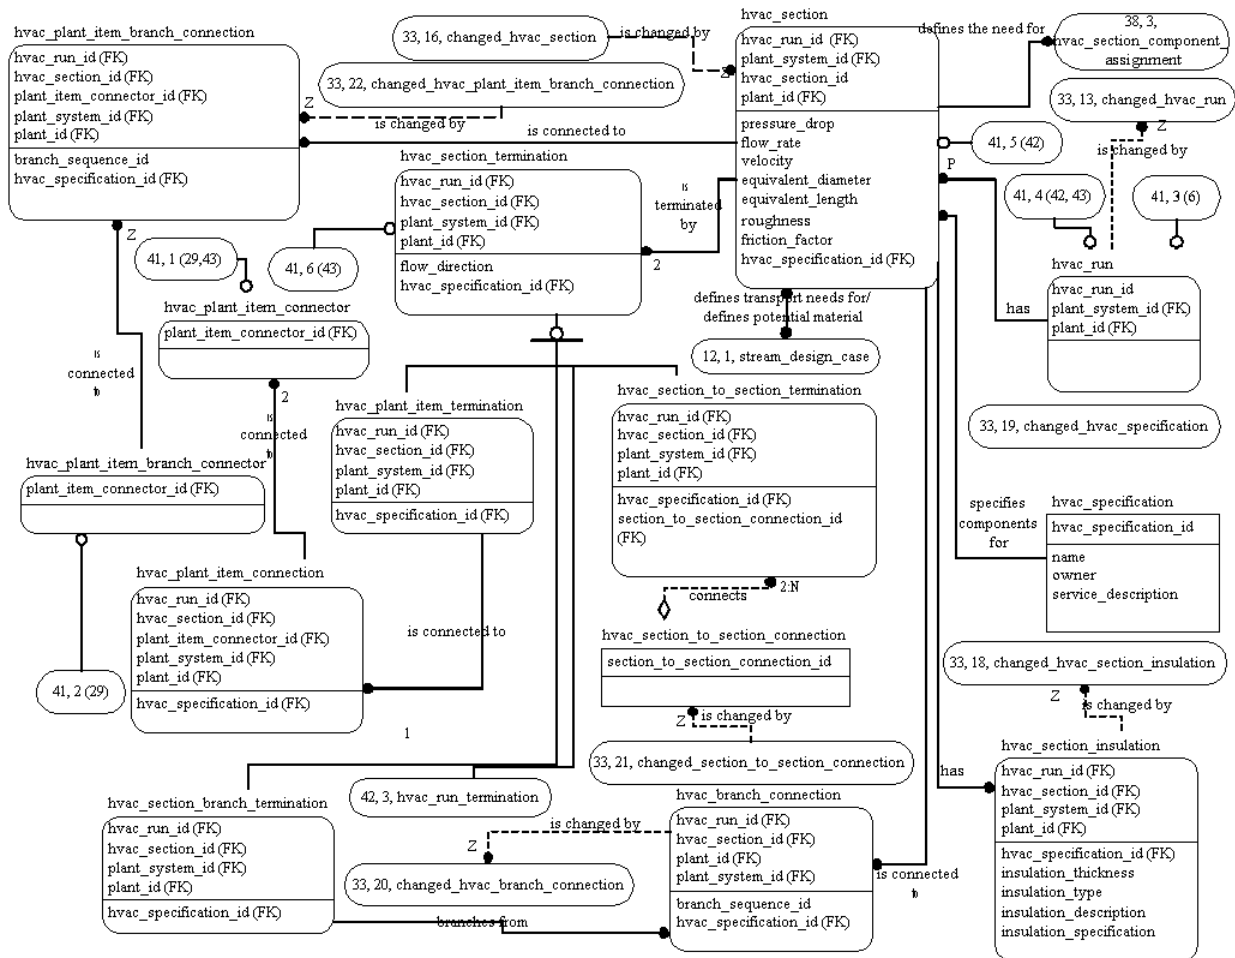 hvac_plant_item_branch_connection
hvac_run_id (FK)
hvac_section_id (FK)
plant_item_connector_id (FK)
plant_system_id (FK)
plant_id (FK)
branch_sequence_id
hvac_specification_id (FK)
Z
33, 16, changed_hvac_section
is_changed by
Z
33, 22, changed_hvac_plant_item_branch_connection
Z
is changed by
is connected to
hvac_section
hvac_run_id (FK)
plant_system_id (FK)
hvac_section_id
plant_id (FK)
pressure_drop
flow_rate
velocity
equivalent_diameter
equivalent_length
roughness
friction_factor
hvac_specification_id (FK)
defines the need for
38, 3,
hvac_section_component_
assignment
33, 13, changed_hvac_run
Z
is changed by
41, 5 (42)
P
41, 4 (42, 43)
41, 3 (6)
hvac_run
hvac_run_id
plant_system_id (FK)
plant_id (FK)
has
hvac_section_termination
hvac_run_id (FK)
hvac_section_id (FK)
plant_system_id (FK)
plant_id (FK)
flow_direction
hvac_specification_id (FK)
is
terminated
by
2
41, 1 (29,43)
41, 6 (43)
hvac_plant_item_connector
plant_item_connector_id (FK)
2
is
connected
to
is
connected
to
defines transport needs for/
defines potential material
12, 1, stream_design_case
33, 19, changed_hvac_specification
hvac_plant_item_termination
hvac_run_id (FK)
hvac_section_id (FK)
plant_system_id (FK)
plant_id (FK)
hvac_specification_id (FK)
hvac_section_to_section_termination
hvac_run_id (FK)
hvac_section_id (FK)
plant_system_id (FK)
plant_id (FK)
hvac_specification_id (FK)
section_to_section_connection_id
(FK)
hvac_plant_item_branch_connector
plant_item_connector_id (FK)
specifies
components
for
hvac_specification
hvac_specification_id
name
owner
service_description
hvac_plant_item_connection
hvac_run_id (FK)
hvac_section_id (FK)
plant_item_connector_id (FK)
plant_system_id (FK)
plant_id (FK)
hvac_specification_id (FK)
is connected to
1
41, 2 (29)
2:N
connects
hvac_section_to_section_connection
section_to_section_connection_id
Z
is changed by
33, 21, changed_section_to_section_connection
33, 18, changed_hvac_section_insulation
Z
is changed by
hvac_section_insulation
hvac_run_id (FK)
hvac_section_id (FK)
plant_system_id (FK)
plant_id (FK)
hvac_specification_id (FK)
insulation_thickness
insulation_type
insulation_description
insulation_specification
has
hvac_section_branch_termination
hvac_run_id (FK)
hvac_section_id (FK)
plant_system_id (FK)
plant_id (FK)
hvac_specification_id (FK)
42, 3, hvac_run_termination
is changed by
Z
33, 20, changed_hvac_branch_connection
branches from
hvac_branch_connection
hvac_run_id (FK)
hvac_section_id (FK)
plant_id (FK)
plant_system_id (FK)
branch_sequence_id
hvac_specification_id (FK)
is connected
to